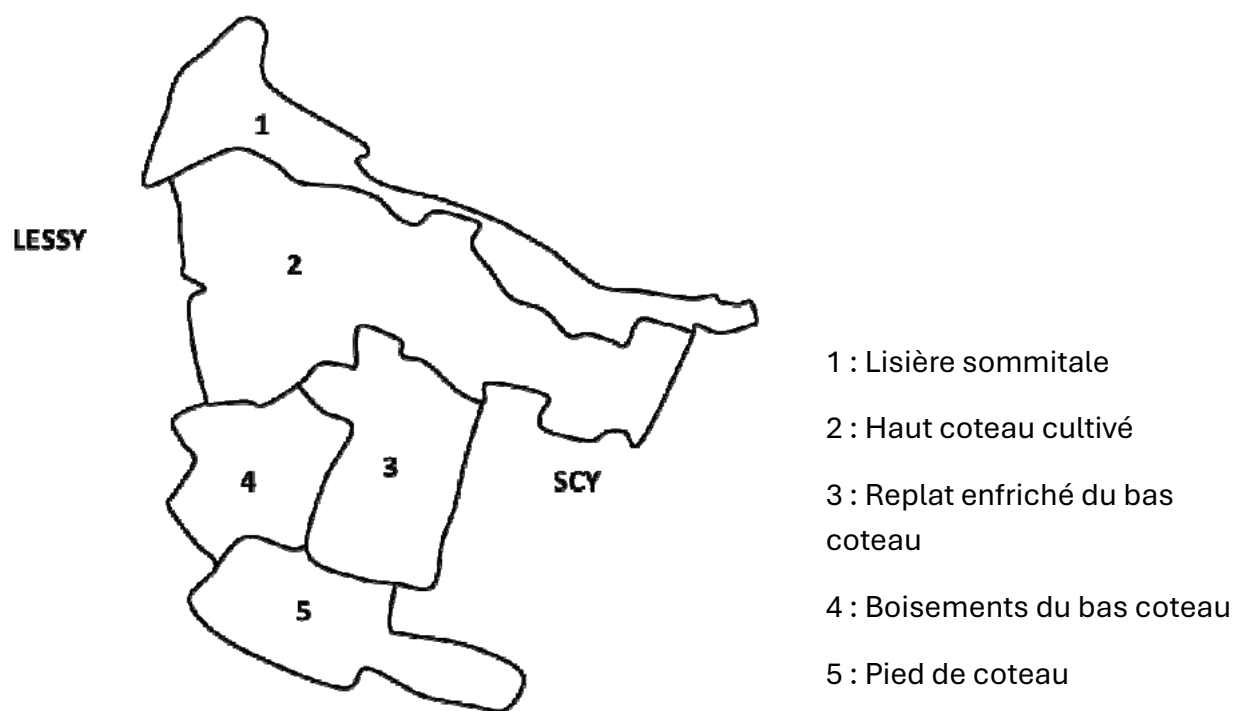 1
LESSY
2
3
4
SCY
5
1 : Lisière sommitale
2 : Haut coteau cultivé
3 : Replat enfriché du bas
coteau
4 : Boisements du bas coteau
5 : Pied de coteau